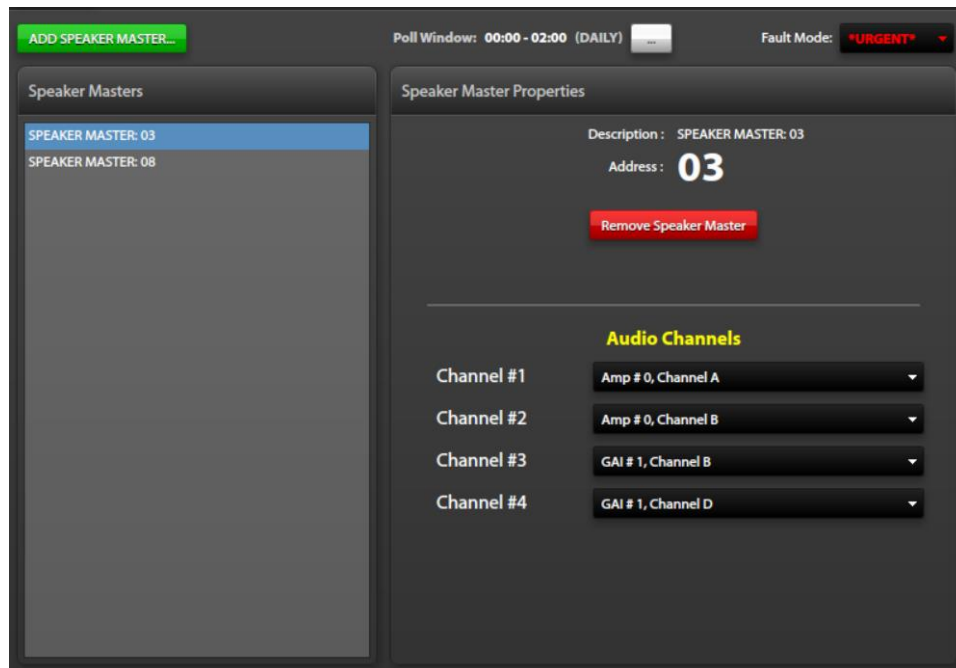 ADD SPEAKER MASTER...
Poll Window: 00:00 - 02:00 (DAILY) ...
Fault Mode: *URGENT*
Speaker Masters
SPEAKER MASTER: 03
SPEAKER MASTER: 08
Speaker Master Properties
Description : SPEAKER MASTER: 03
Address : 03
Remove Speaker Master
Audio Channels
Channel #1 Amp # 0, Channel A
Channel #2 Amp # 0, Channel B
Channel #3 GAI # 1, Channel B
Channel #4 GAI # 1, Channel D